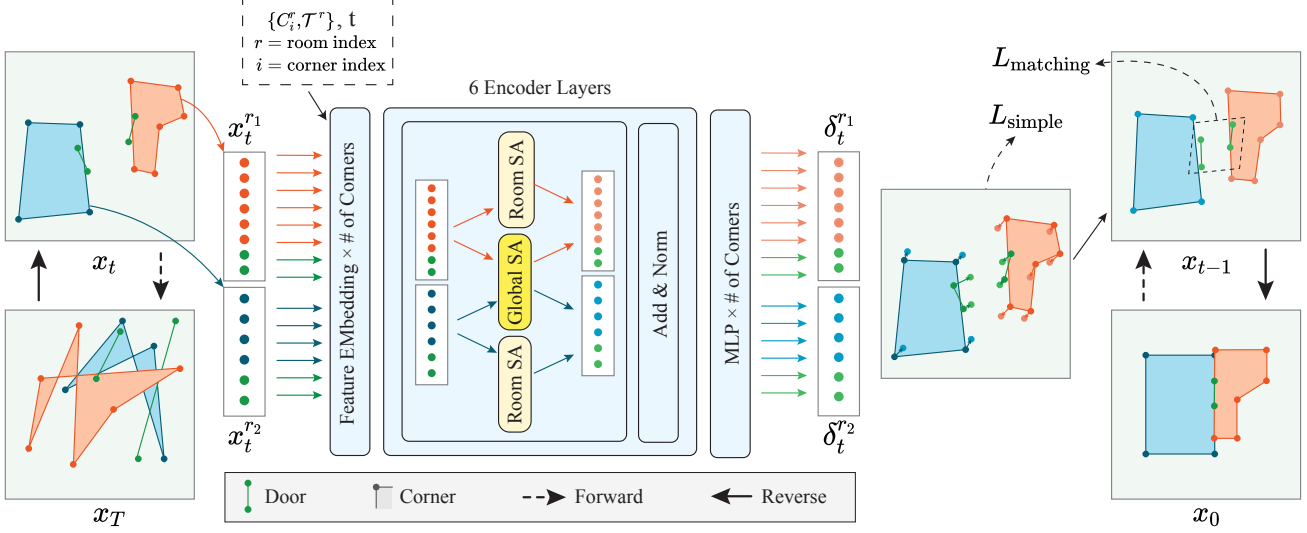 {C_i^r, 𝒯^r}, t
r = room index
i = corner index
6 Encoder Layers
L_matching
L_simple
x_t^{r_1}
δ_t^{r_1}
Feature EMbedding × # of Corners
Room SA
Global SA
Room SA
Add & Norm
MLP × # of Corners
x_t
x_{t−1}
x_t^{r_2}
δ_t^{r_2}
x_T
x_0
Door
Corner
Forward
Reverse